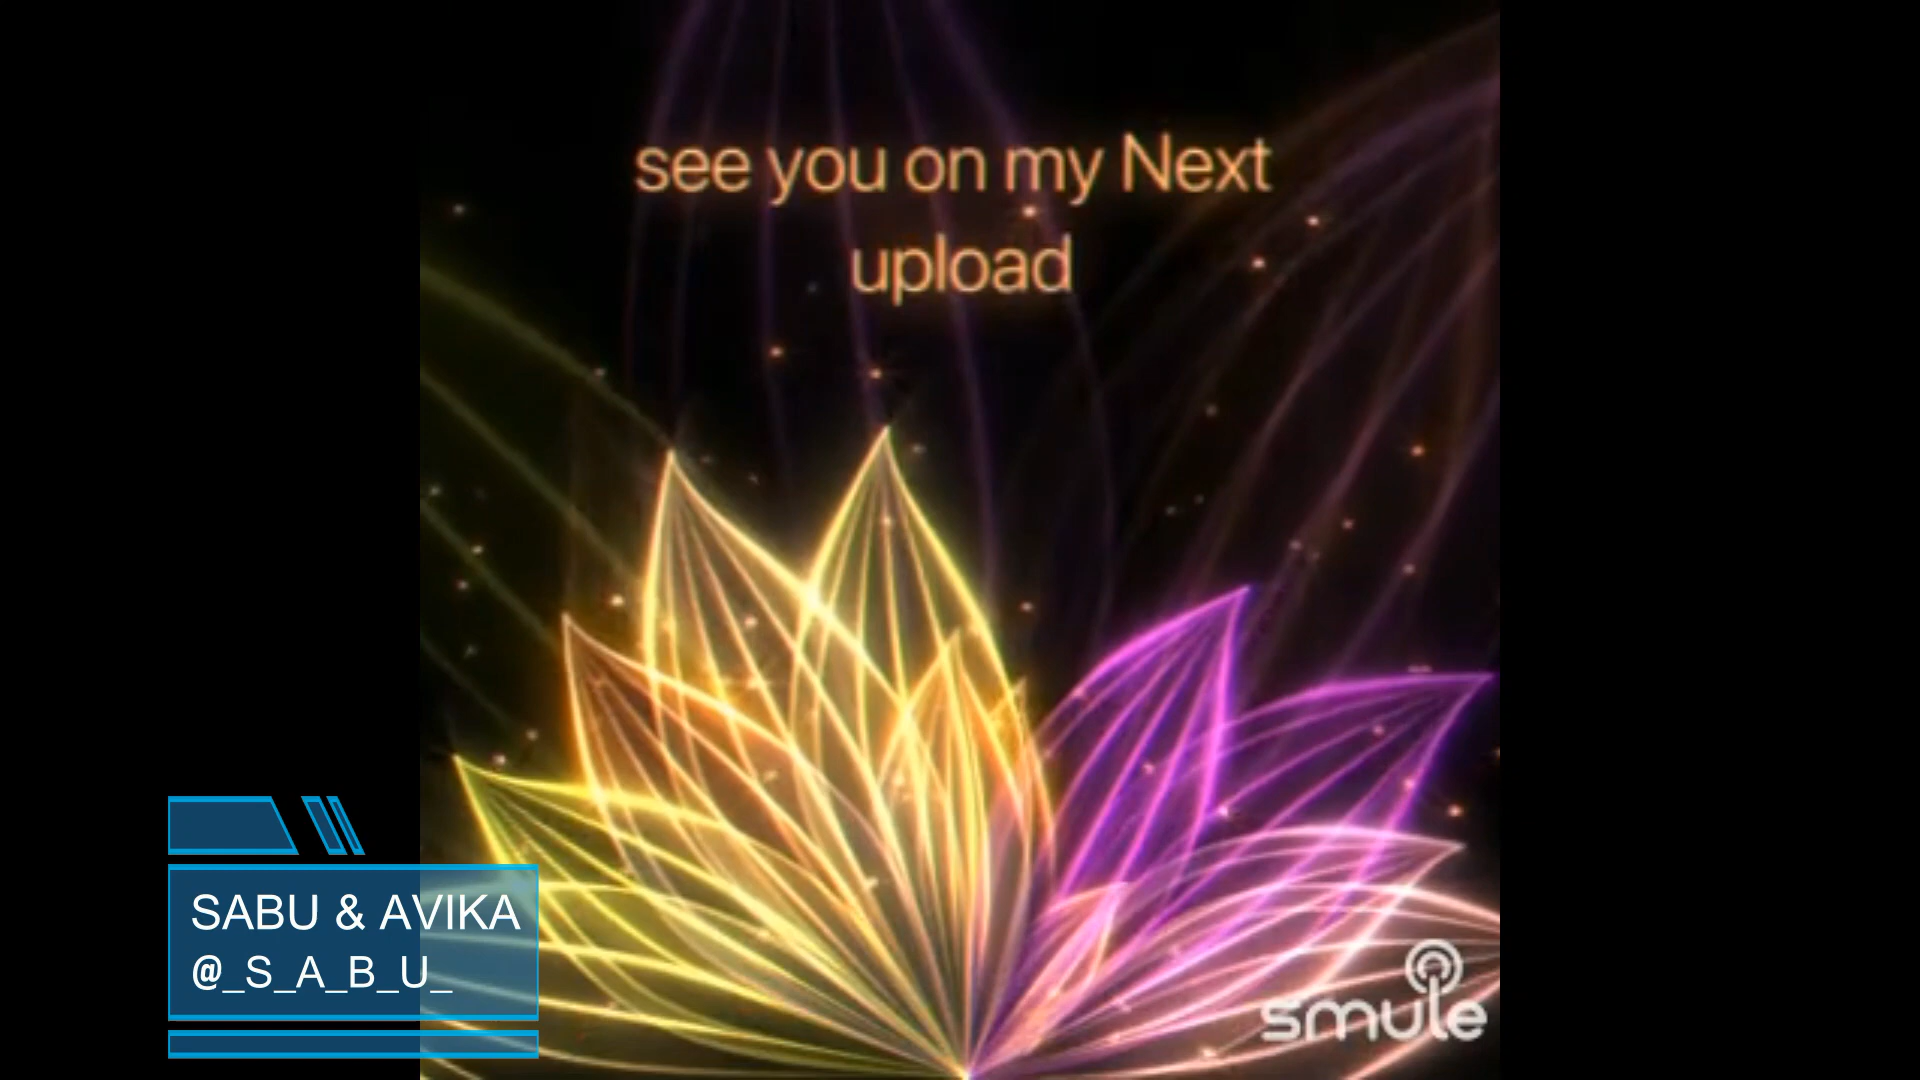 see you on my Next
upload
SABU & AVIKA
@_S_A_B_U_
smule